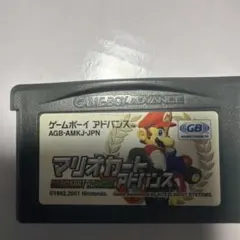 GAME BOY ADVANCE
ゲームボーイ アドバンス
AGB-AMKJ-JPN
GB
マリオカート
アドバンス
©1992,2001 Nintendo.